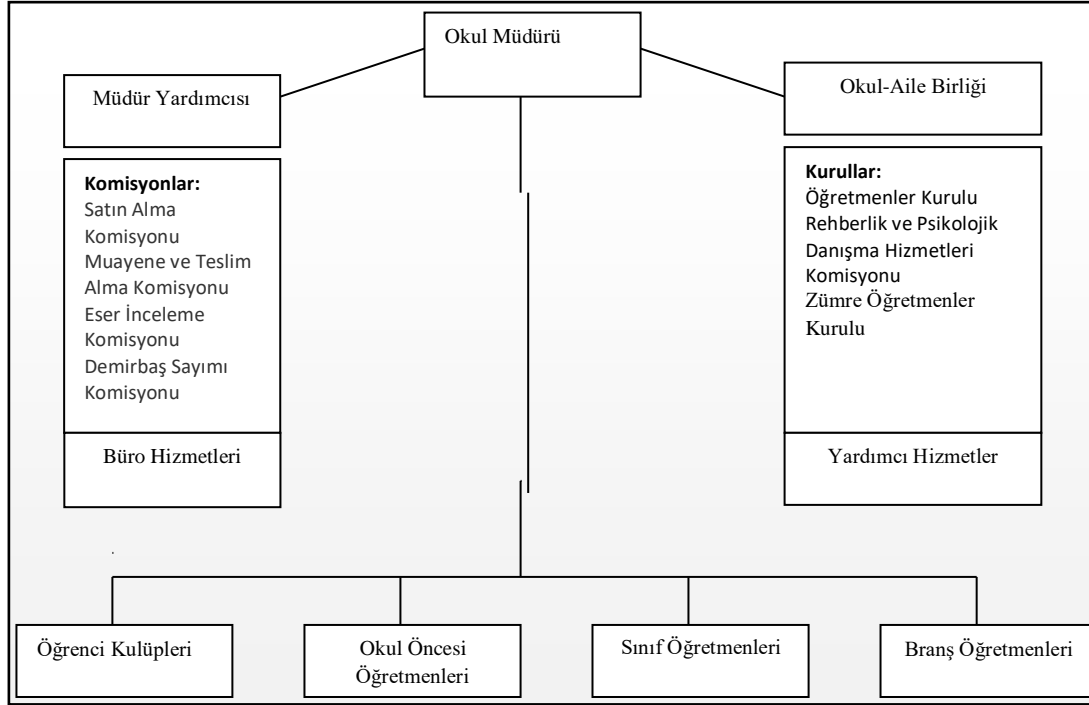 Okul Müdürü
Müdür Yardımcısı
Okul-Aile Birliği
Komisyonlar:
Satın Alma
Komisyonu
Muayene ve Teslim
Alma Komisyonu
Eser İnceleme
Komisyonu
Demirbaş Sayımı
Komisyonu
Kurullar:
Öğretmenler Kurulu
Rehberlik ve Psikolojik
Danışma Hizmetleri
Komisyonu
Zümre Öğretmenler
Kurulu
Büro Hizmetleri
Yardımcı Hizmetler
Öğrenci Kulüpleri
Okul Öncesi
Öğretmenleri
Sınıf Öğretmenleri
Branş Öğretmenleri